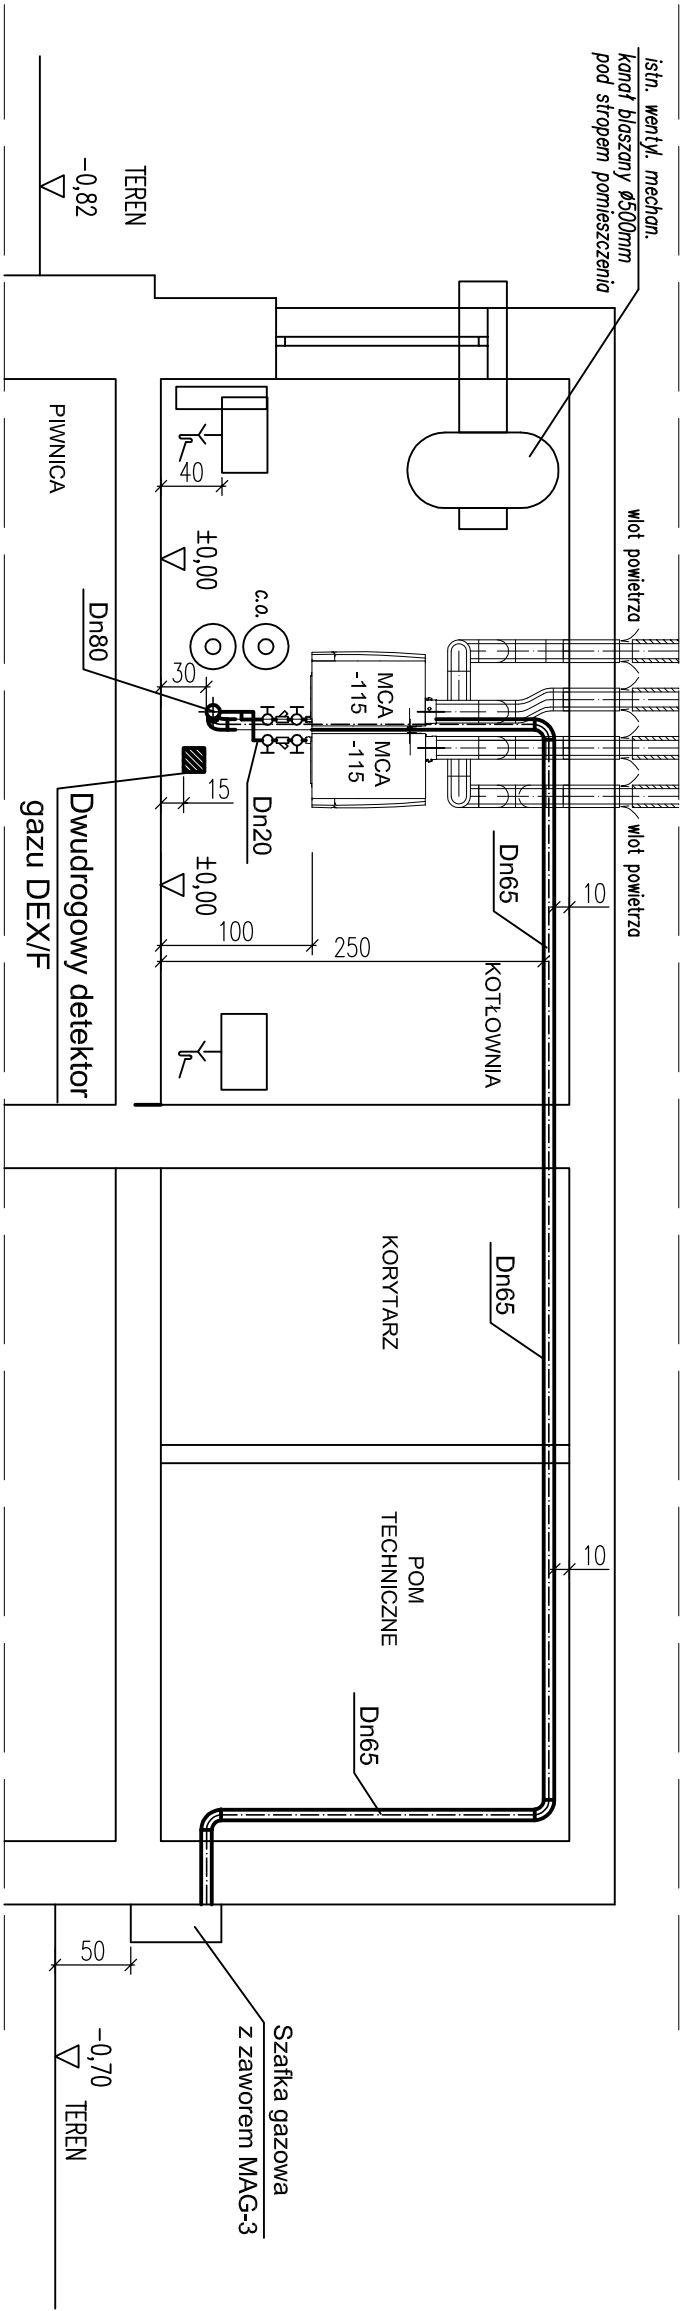 istn. wentyl. mechan.
kanał blaszany ø500mm
pod stropem pomieszczenia
TEREN
-0,82
PIWNICA
40
±0,00
c.o.
wlot powietrza
wlot powietrza
MCA
-115
MCA
-115
Dn80
30
15
Dn20
Dwudrogowy detektor
gazu DEX/F
±0,00
100
250
Dn65
10
KOTŁOWNIA
KORYTARZ
Dn65
POM
TECHNICZNE
10
Dn65
50
-0,70
TEREN
Szafka gazowa
z zaworem MAG-3